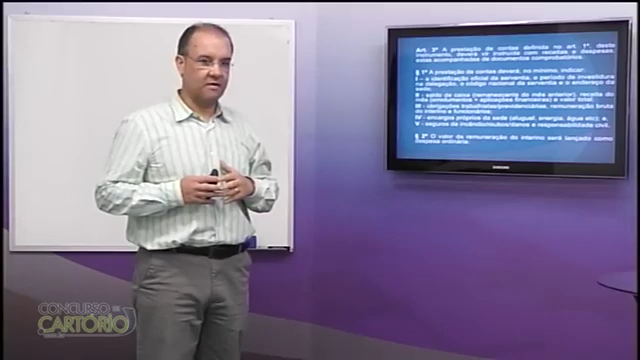 Art. 3º A prestação de contas definida no art. 1º, deste
instrumento, deverá vir instruída com receitas e despesas,
estas acompanhadas de documentos comprobatórios.
§ 1º A prestação de contas deverá, no mínimo, indicar:
I – a identificação oficial da serventia, o período de investidura
na delegação, o código nacional da serventia e o endereço da
sede;
II – saldo de caixa (remanescente do mês anterior), receita do
mês (emolumentos + aplicações financeiras) e valor total;
III – obrigações trabalhistas/previdenciárias, remuneração bruta
do interino e funcionários;
IV – encargos próprios da sede (aluguel, energia, água etc); e,
V – seguros de incêndio/roubo/danos e responsabilidade civil.
§ 2º O valor da remuneração do interino será lançado como
despesa ordinária.
SAMSUNG
CONCURSO DE
CARTÓRIO